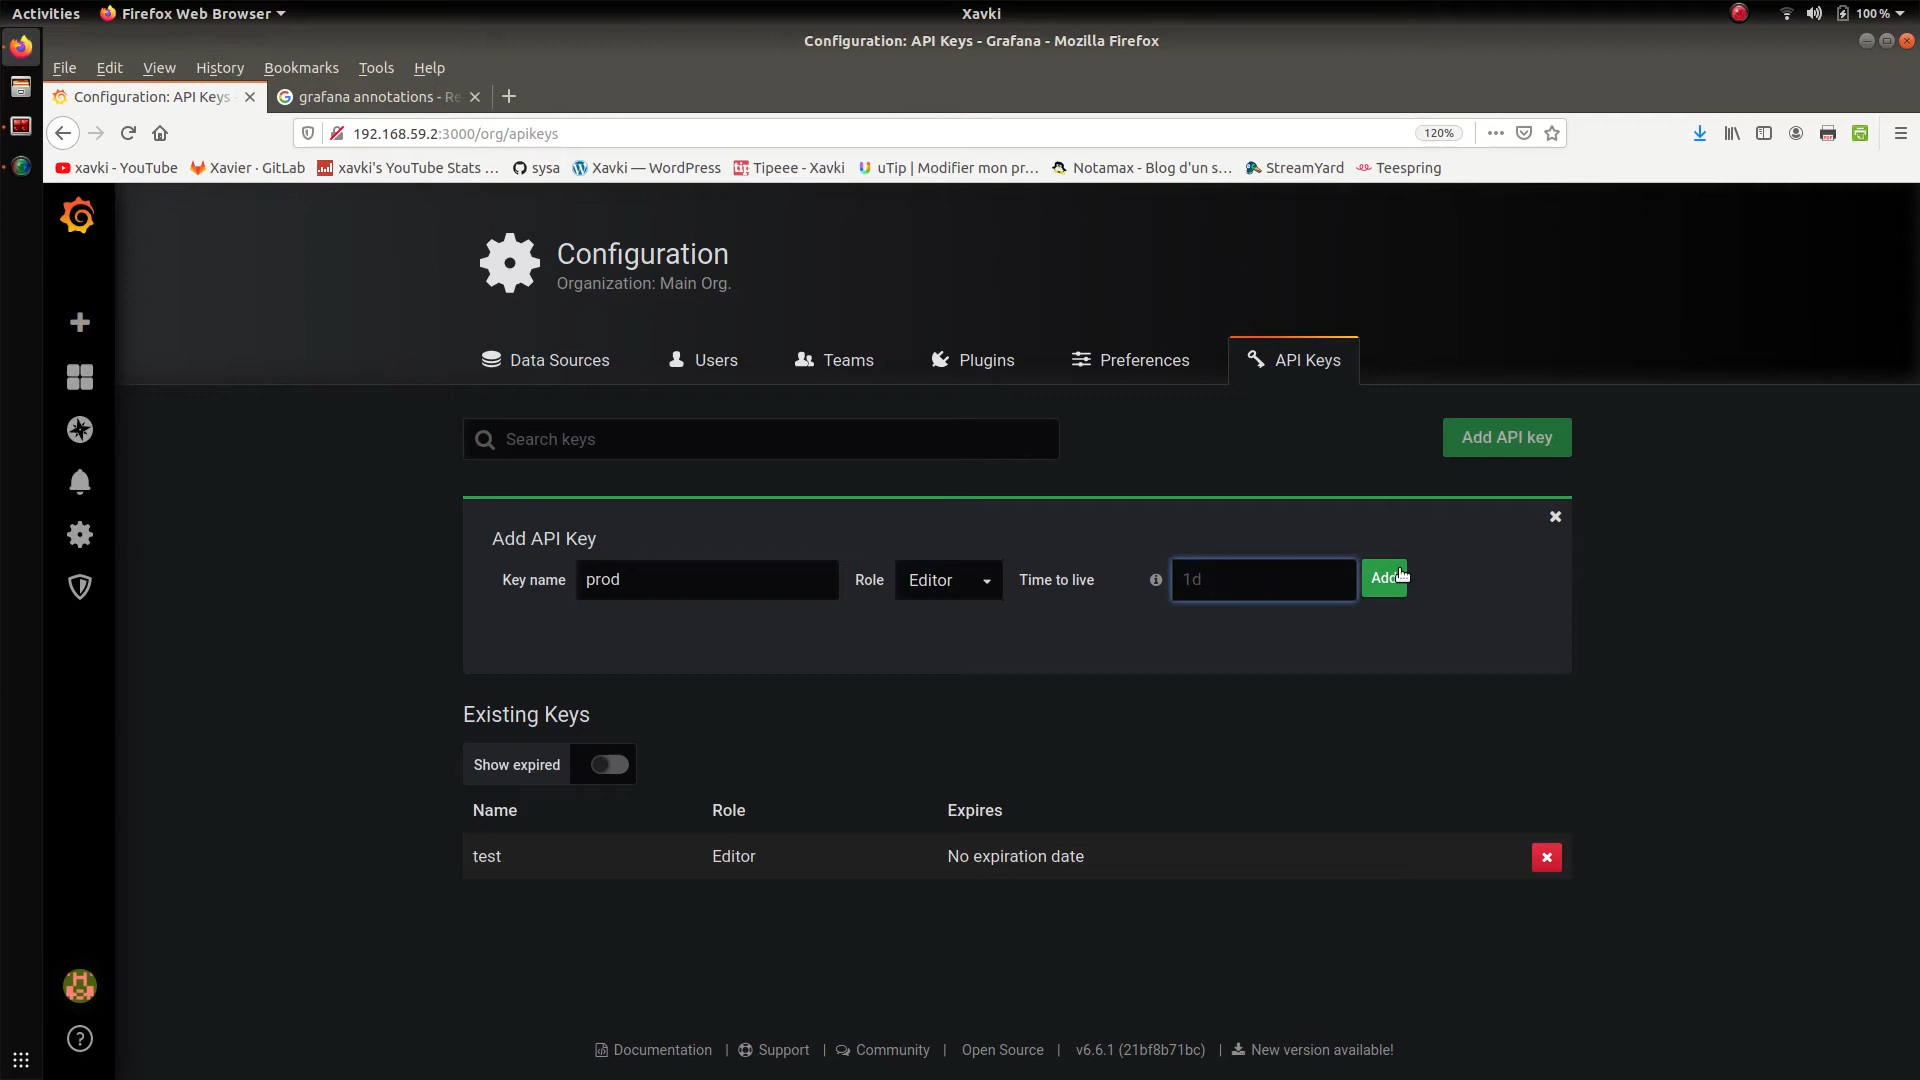 Activities Firefox Web Browser Xavki 100 %
Configuration: API Keys - Grafana - Mozilla Firefox
File Edit View History Bookmarks Tools Help
Configuration: API Keys grafana annotations - Re
192.168.59.2:3000/org/apikeys 120%
xavki - YouTube Xavier · GitLab xavki's YouTube Stats ... sysa Xavki — WordPress Tipeee - Xavki uTip | Modifier mon pr... Notamax - Blog d'un s... StreamYard Teespring
Configuration
Organization: Main Org.
Data Sources Users Teams Plugins Preferences API Keys
Search keys Add API key
Add API Key
Key name prod Role Editor Time to live 1d Add
Existing Keys
Show expired
Name Role Expires
test Editor No expiration date
Documentation | Support | Community | Open Source | v6.6.1 (21bf8b71bc) | New version available!